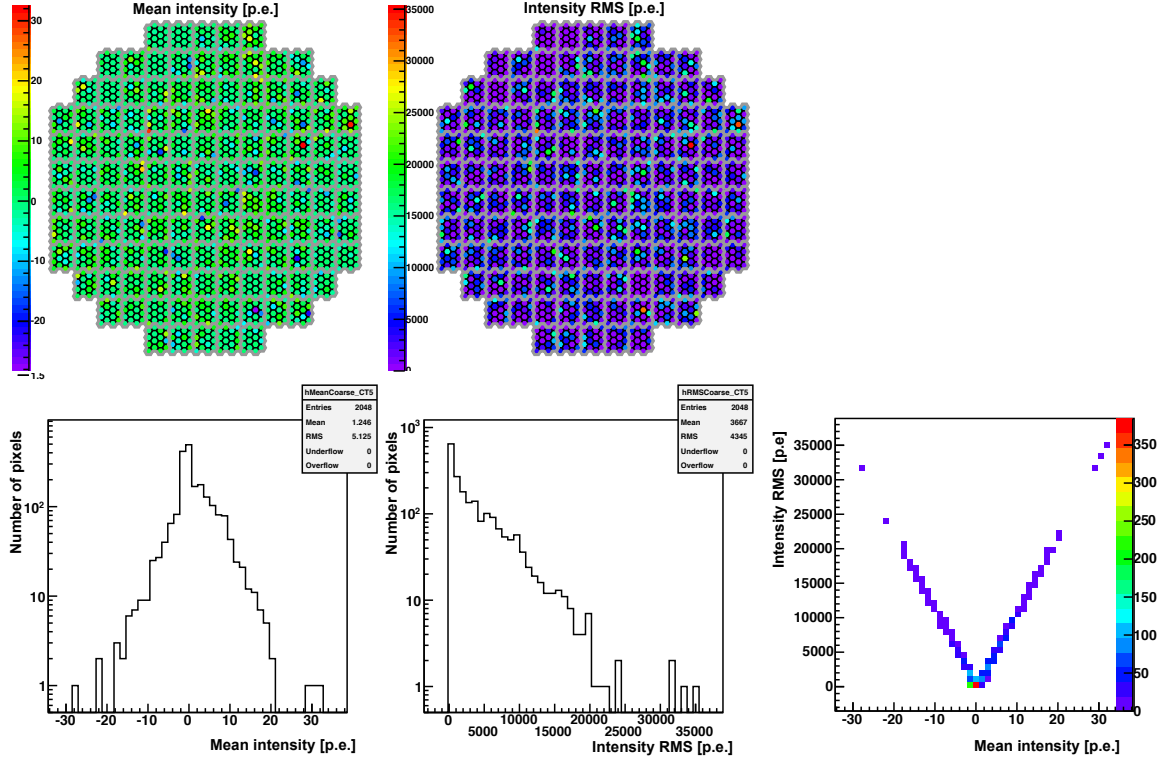 Mean intensity [p.e.]
30
20
10
0
-10
-20
Intensity RMS [p.e.]
35000
30000
25000
20000
15000
10000
5000
0
hMeanCoarse_CT5
Entries 2048
Mean 1.246
RMS 5.125
Underflow 0
Overflow 0
Number of pixels
10²
10
1
-30 -20 -10 0 10 20 30
Mean intensity [p.e.]
hRMSCoarse_CT5
Entries 2048
Mean 3667
RMS 4345
Underflow 0
Overflow 0
Number of pixels
10³
10²
10
1
0 10000 20000 30000
5000 15000 25000 35000
Intensity RMS [p.e.]
Intensity RMS [p.e]
35000
30000
25000
20000
15000
10000
5000
0
-30 -20 -10 0 10 20 30
Mean intensity [p.e.]
350
300
250
200
150
100
50
0